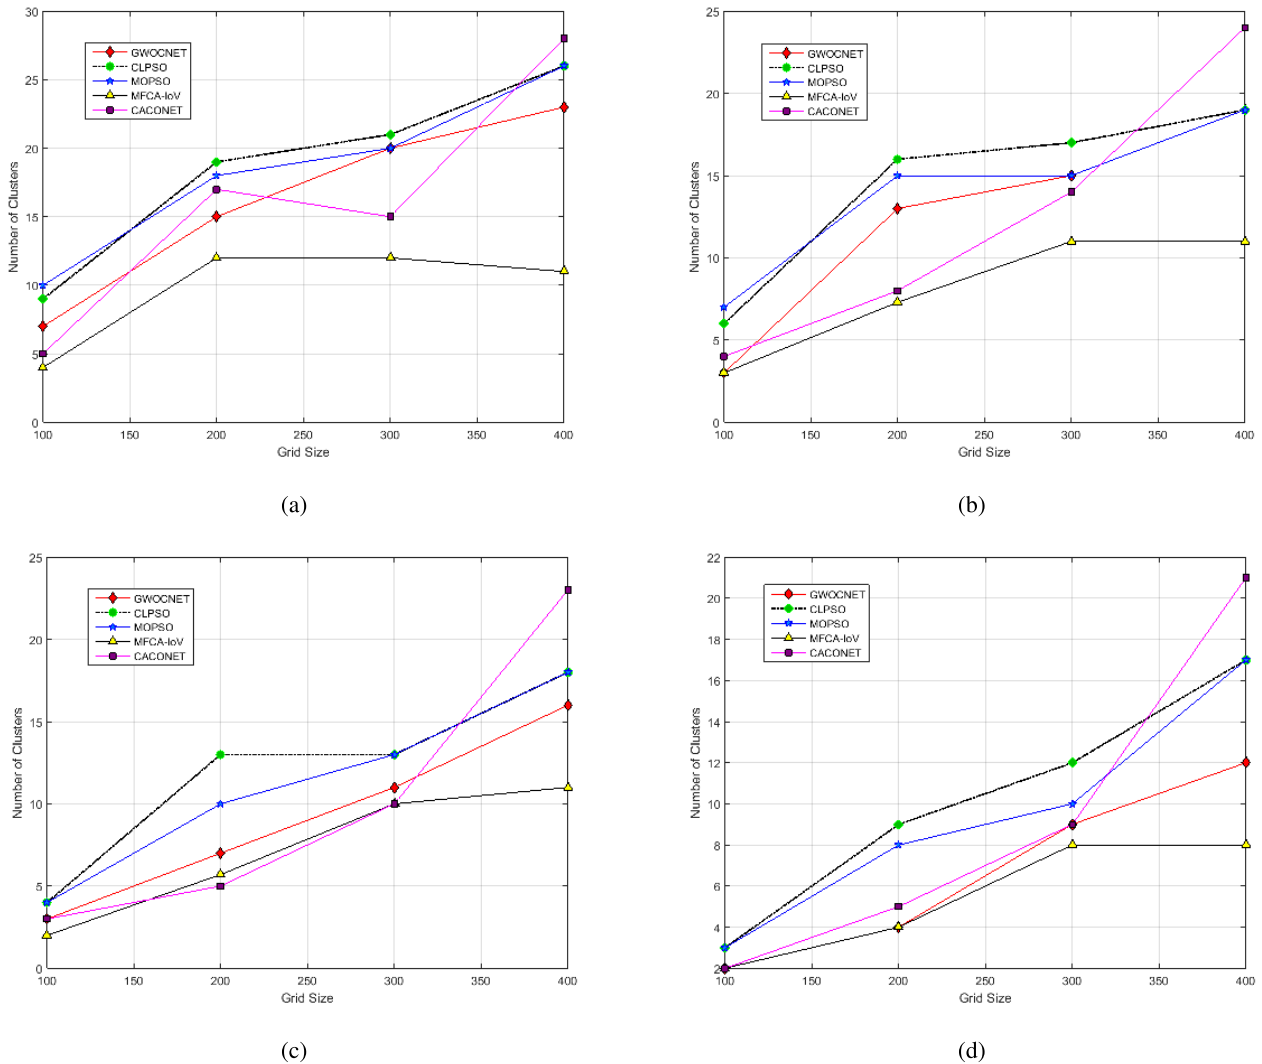 30
25
20
15
10
5
0
Number of Clusters
GWOCNET
CLPSO
MOPSO
MFCA-IoV
CACONET
100 150 200 250 300 350 400
Grid Size
(a)
25
20
15
10
5
0
Number of Clusters
GWOCNET
CLPSO
MOPSO
MFCA-IoV
CACONET
100 150 200 250 300 350 400
Grid Size
(b)
25
20
15
10
5
0
Number of Clusters
GWOCNET
CLPSO
MOPSO
MFCA-IoV
CACONET
100 150 200 250 300 350 400
Grid Size
(c)
22
20
18
16
14
12
10
8
6
4
2
Number of Clusters
GWOCNET
CLPSO
MOPSO
MFCA-IoV
CACONET
100 150 200 250 300 350 400
Grid Size
(d)